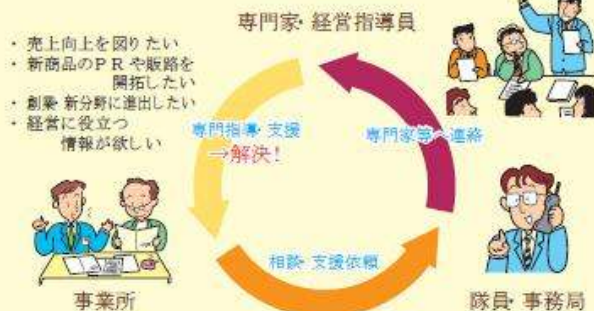 専門家・経営指導員
・ 売上向上を図りたい
・ 新商品のＰＲや販路を
開拓したい
・ 創業・新分野に進出したい
・ 経営に役立つ
情報が欲しい
専門指導・支援
→解決！
専門家等へ連絡
相談・支援依頼
事業所
隊員・事務局